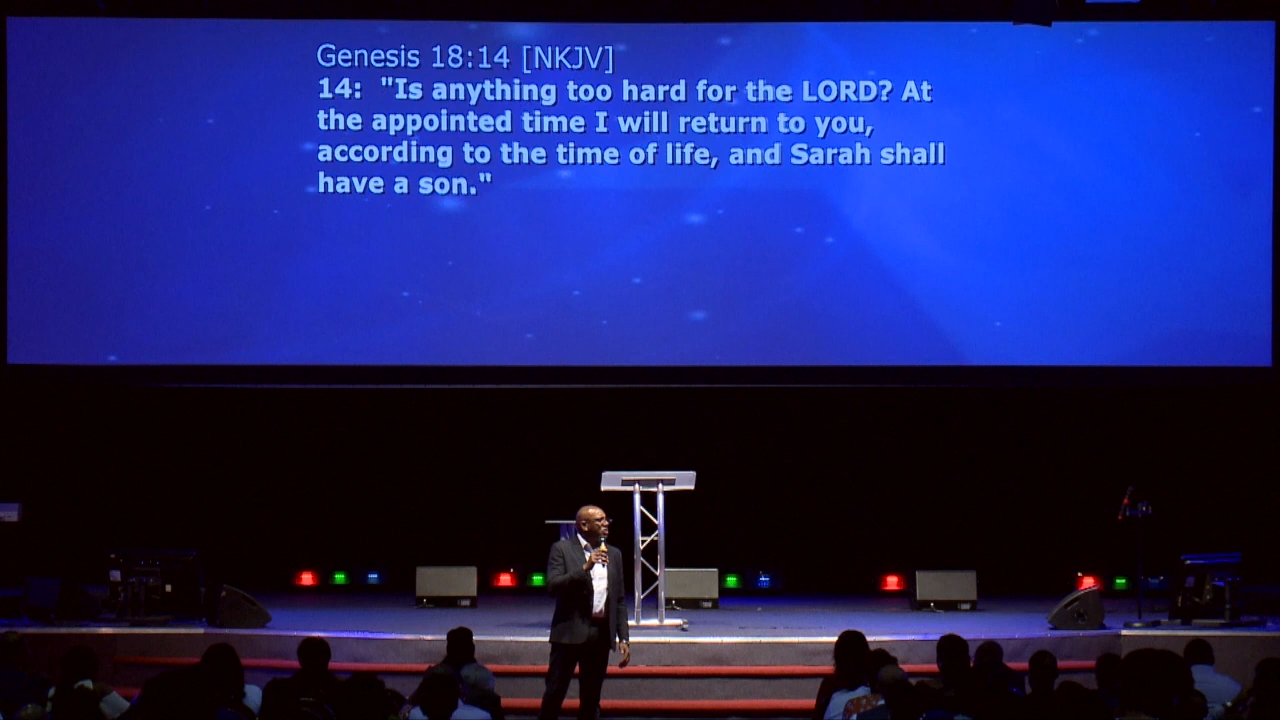 Genesis 18:14 [NKJV]
14: "Is anything too hard for the LORD? At
the appointed time I will return to you,
according to the time of life, and Sarah shall
have a son."